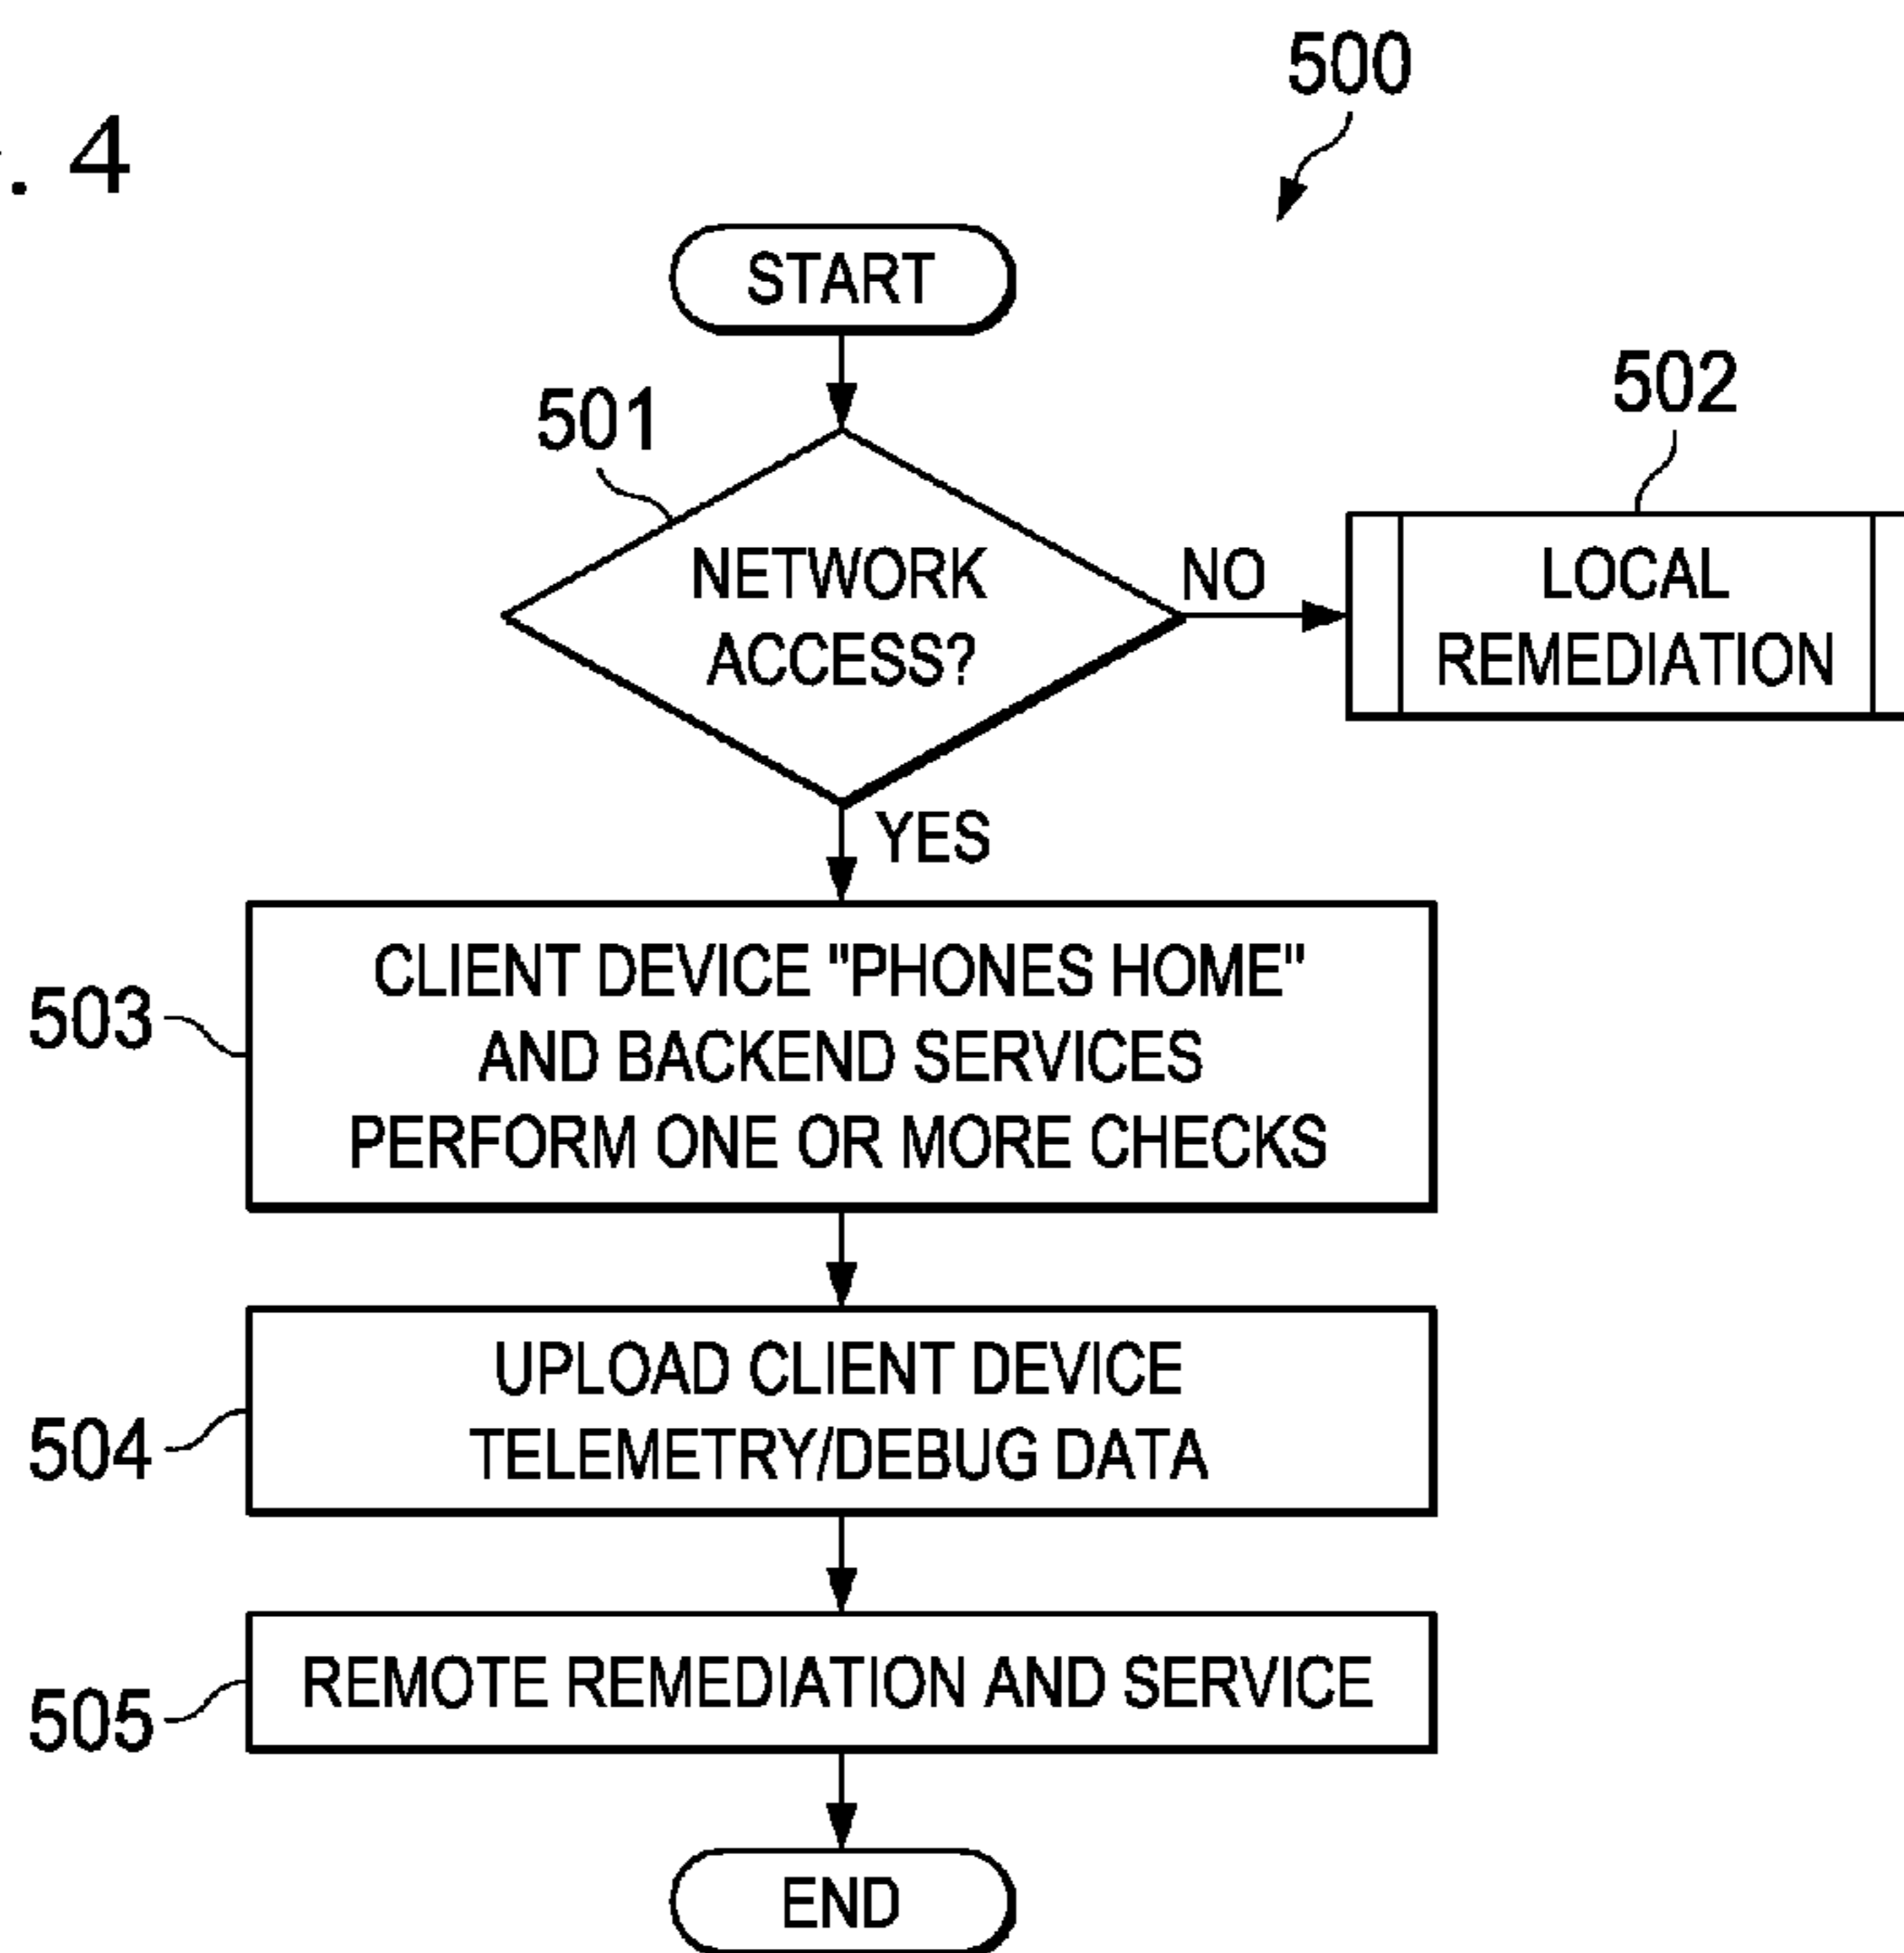 . 4
500
START
501
502
NETWORK
ACCESS?
NO
LOCAL
REMEDIATION
YES
503
CLIENT DEVICE "PHONES HOME"
AND BACKEND SERVICES
PERFORM ONE OR MORE CHECKS
504
UPLOAD CLIENT DEVICE
TELEMETRY/DEBUG DATA
505
REMOTE REMEDIATION AND SERVICE
END